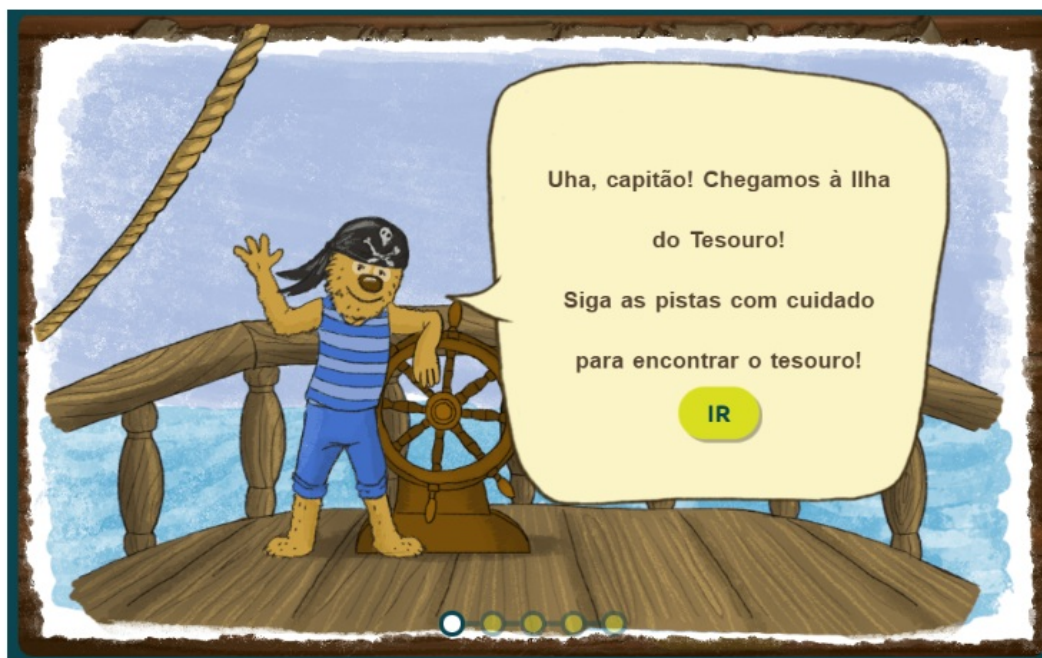 Uha, capitão! Chegamos à Ilha
do Tesouro!
Siga as pistas com cuidado
para encontrar o tesouro!
IR